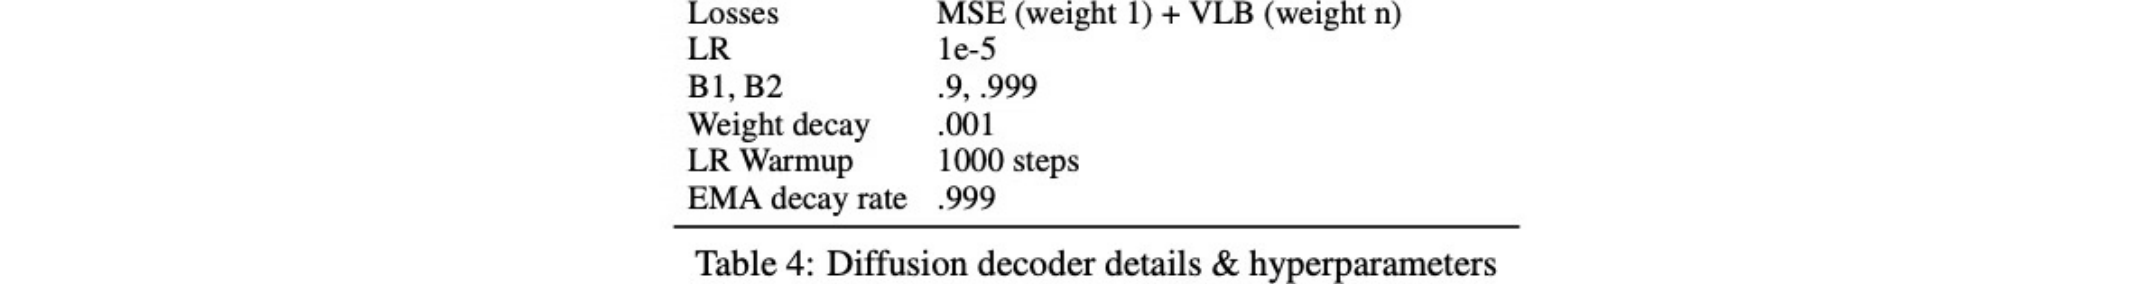 Losses MSE (weight 1) + VLB (weight n)
LR 1e-5
B1, B2 .9, .999
Weight decay .001
LR Warmup 1000 steps
EMA decay rate .999
Table 4: Diffusion decoder details & hyperparameters